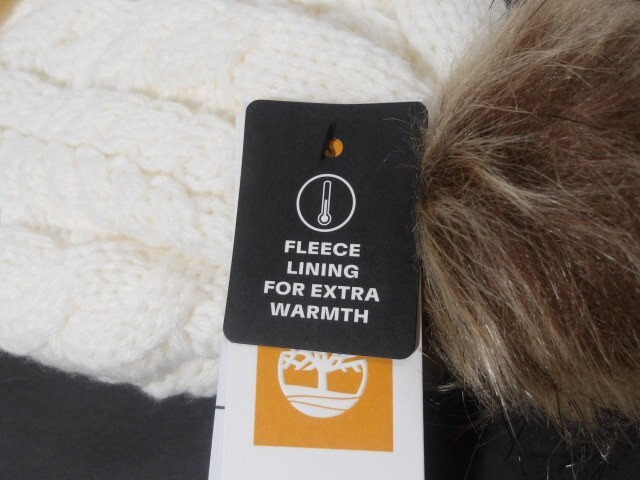 FLEECE
LINING
FOR EXTRA
WARMTH